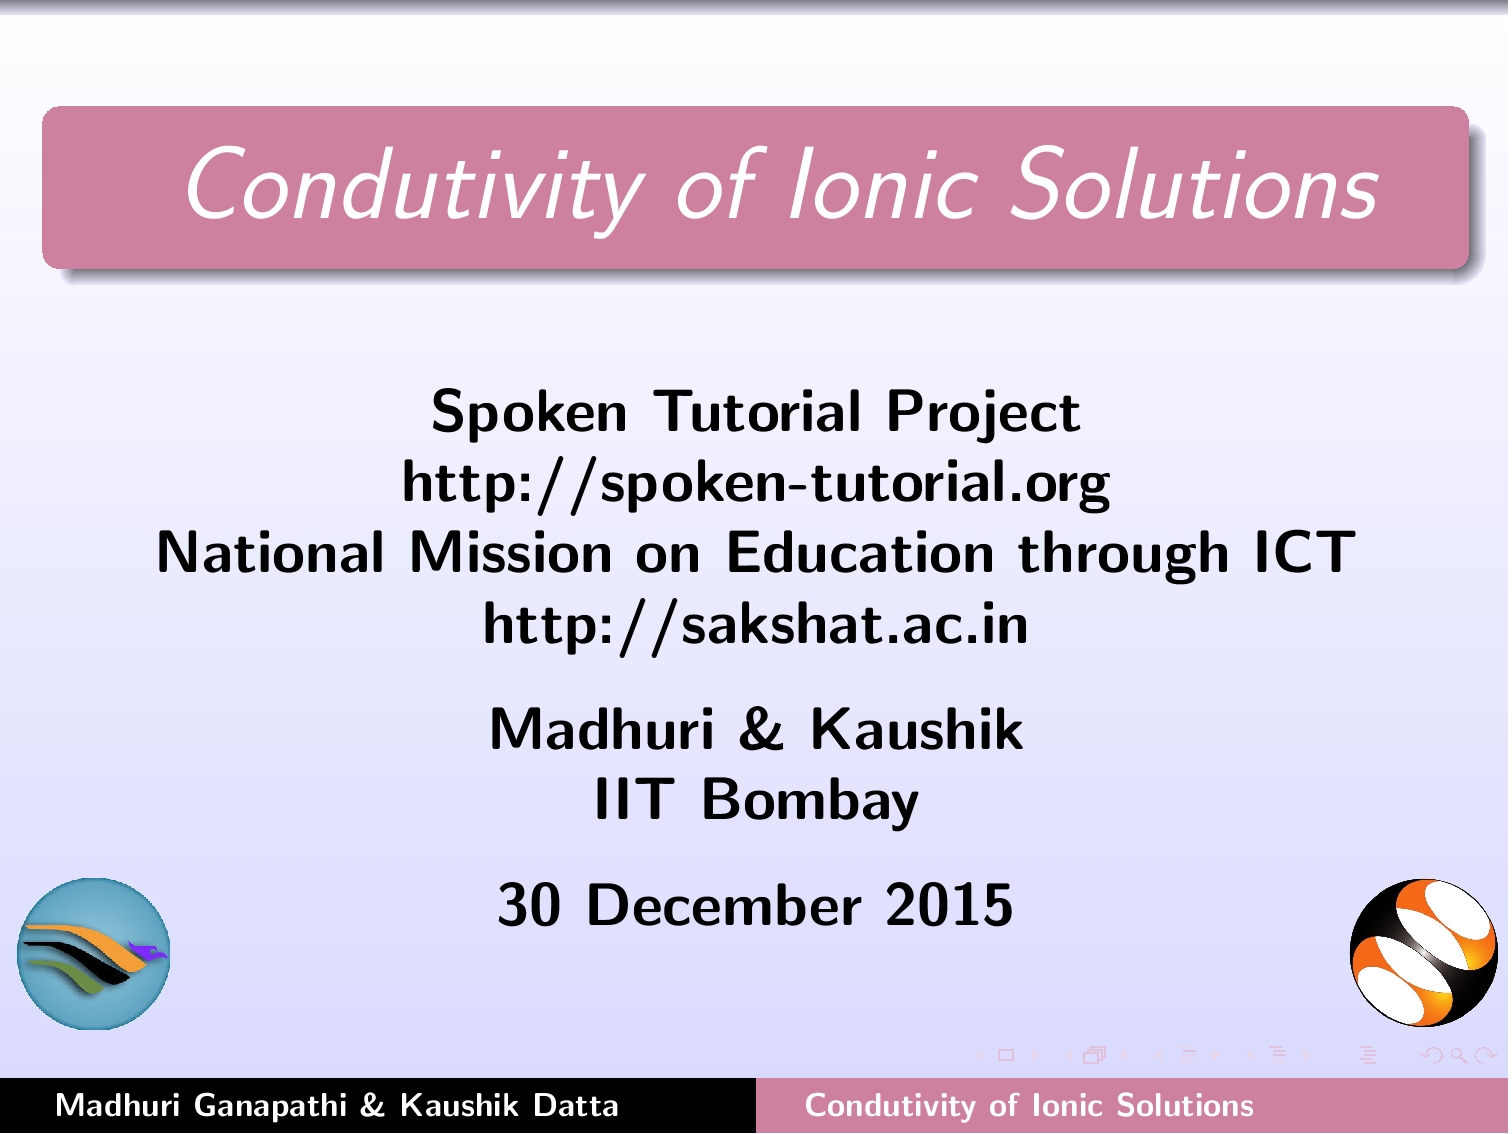 Condutivity of Ionic Solutions
Spoken Tutorial Project
http://spoken-tutorial.org
National Mission on Education through ICT
http://sakshat.ac.in
Madhuri & Kaushik
IIT Bombay
30 December 2015
Madhuri Ganapathi & Kaushik Datta
Condutivity of Ionic Solutions